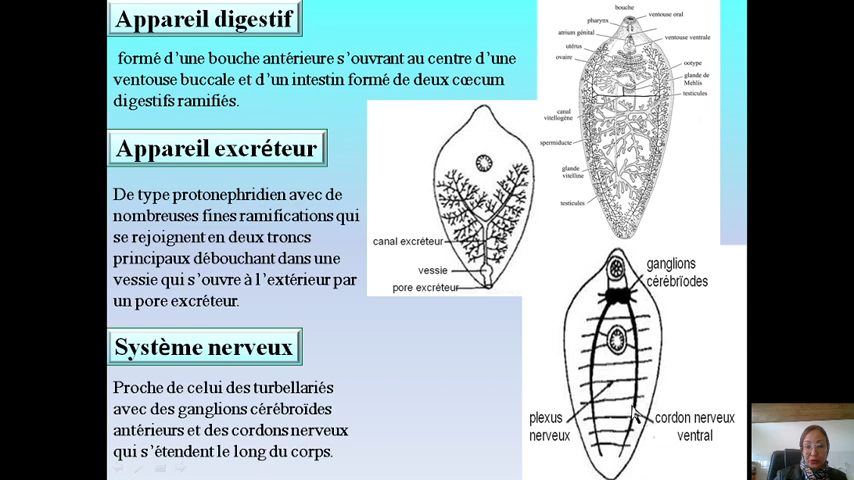 Appareil digestif
formé d'une bouche antérieure s'ouvrant au centre d'une
ventouse buccale et d'un intestin formé de deux cœcum
digestifs ramifiés.
Appareil excréteur
De type protonephridien avec de
nombreuses fines ramifications qui
se rejoignent en deux troncs
principaux débouchant dans une
vessie qui s'ouvre à l'extérieur par
un pore excréteur.
Système nerveux
Proche de celui des turbellariés
avec des ganglions cérébroïdes
antérieurs et des cordons nerveux
qui s'étendent le long du corps.
canal excréteur
vessie
pore excréteur
bouche
pharynx
ventouse oral
atrium génital
ventouse ventrale
utérus
ovaire
ootype
glande de
Mehlis
testicules
canal
vitellogène
spermiducte
glande
vitelline
testicules
ganglions
cérébrïodes
plexus
nerveux
cordon nerveux
ventral